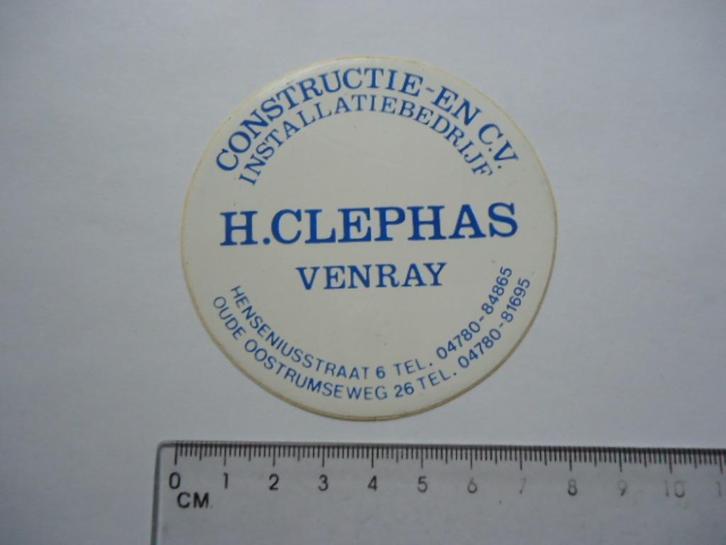 CONSTRUCTIE-EN C.V.
INSTALLATIEBEDRIJF
H.CLEPHAS
VENRAY
HENSENIUSSTRAAT 6 TEL. 04780-84865
OUDE OOSTRUMSEWEG 26 TEL. 04780-81695
0 1 2 3 4 5 6 7 8 9 10
CM